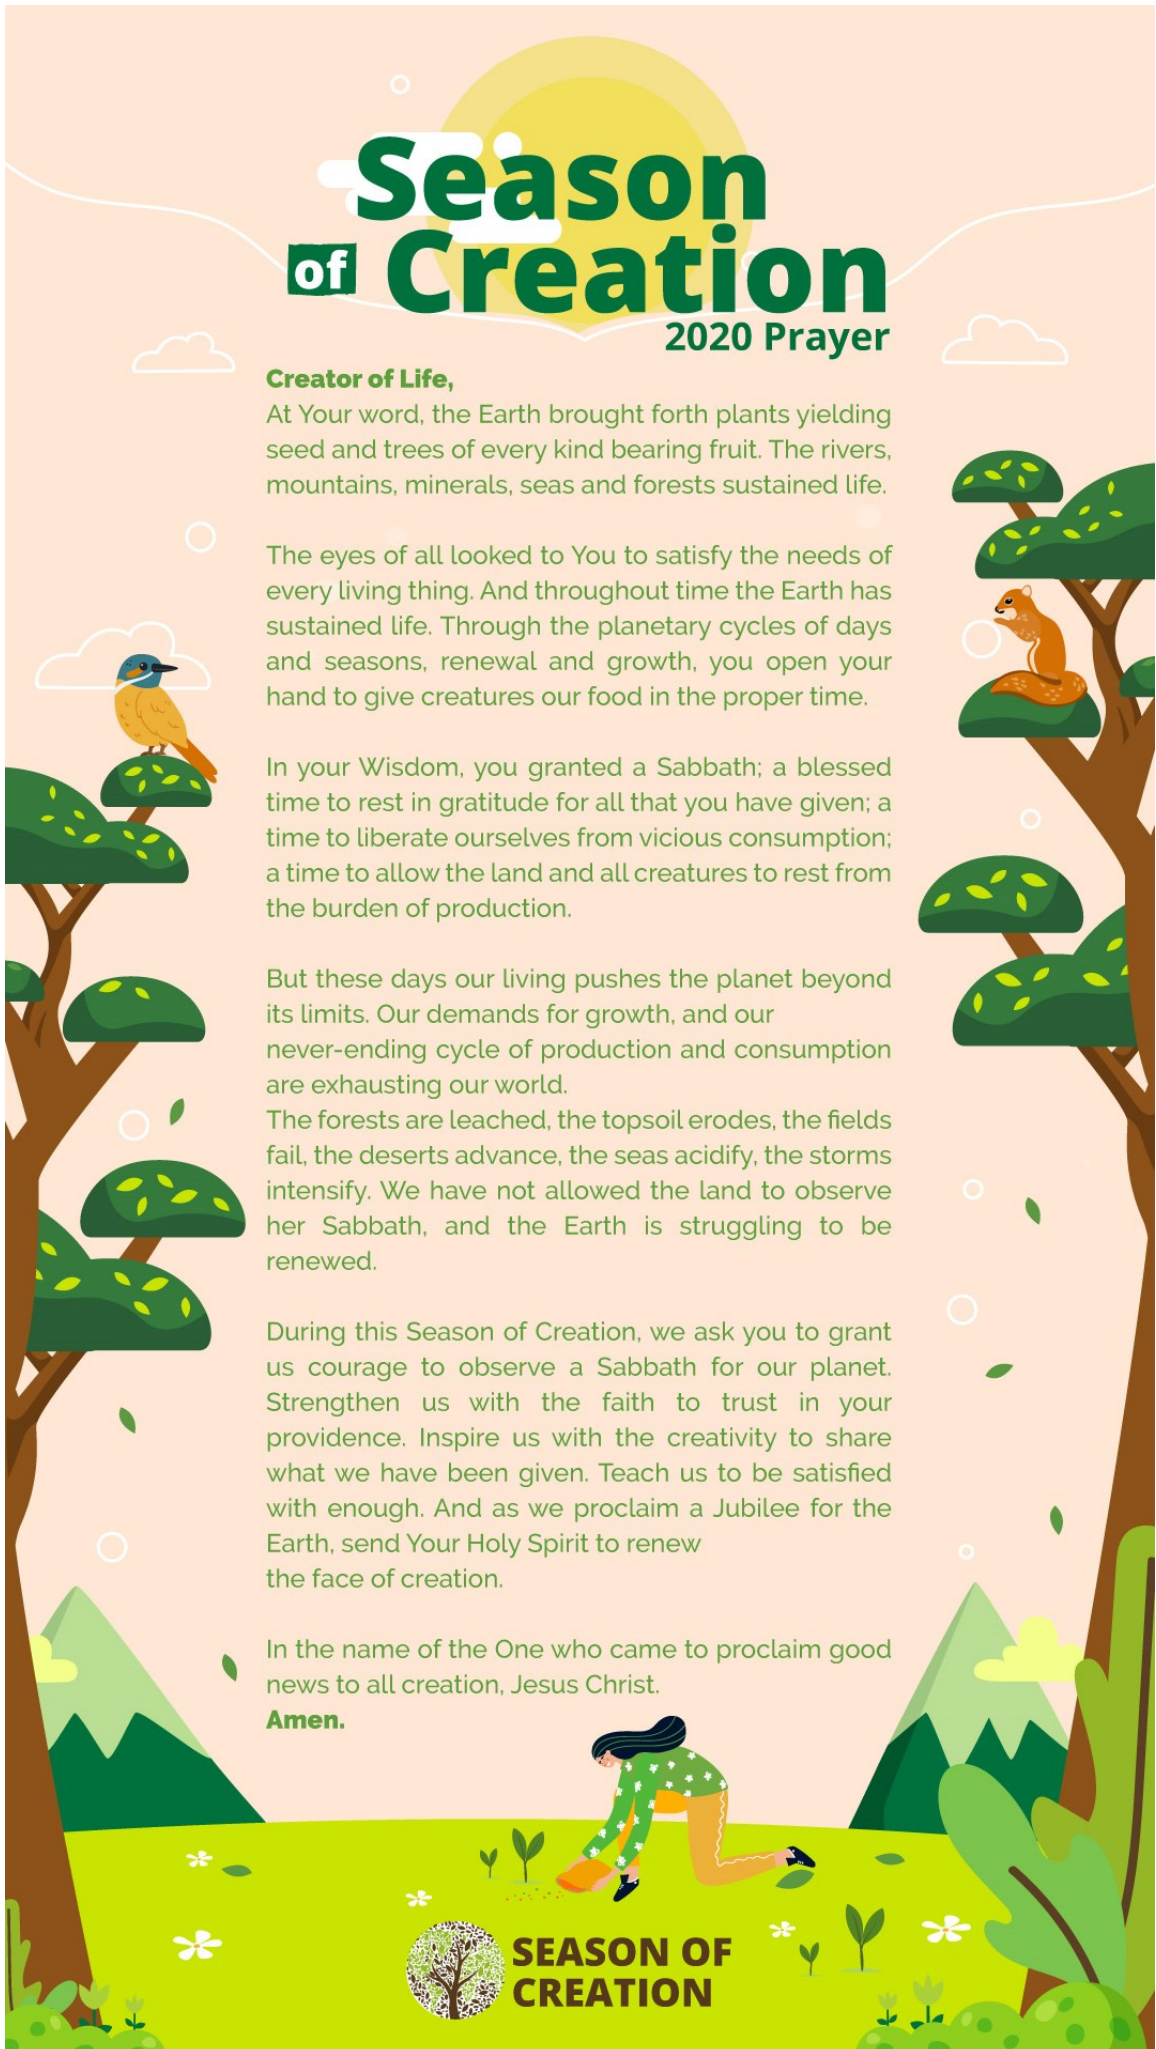 Season
of Creation
2020 Prayer
Creator of Life,
At Your word, the Earth brought forth plants yielding
seed and trees of every kind bearing fruit. The rivers,
mountains, minerals, seas and forests sustained life.
The eyes of all looked to You to satisfy the needs of
every living thing. And throughout time the Earth has
sustained life. Through the planetary cycles of days
and seasons, renewal and growth, you open your
hand to give creatures our food in the proper time.
In your Wisdom, you granted a Sabbath; a blessed
time to rest in gratitude for all that you have given; a
time to liberate ourselves from vicious consumption;
a time to allow the land and all creatures to rest from
the burden of production.
But these days our living pushes the planet beyond
its limits. Our demands for growth, and our
never-ending cycle of production and consumption
are exhausting our world.
The forests are leached, the topsoil erodes, the fields
fail, the deserts advance, the seas acidify, the storms
intensify. We have not allowed the land to observe
her Sabbath, and the Earth is struggling to be
renewed.
During this Season of Creation, we ask you to grant
us courage to observe a Sabbath for our planet.
Strengthen us with the faith to trust in your
providence. Inspire us with the creativity to share
what we have been given. Teach us to be satisfied
with enough. And as we proclaim a Jubilee for the
Earth, send Your Holy Spirit to renew
the face of creation.
In the name of the One who came to proclaim good
news to all creation, Jesus Christ.
Amen.
SEASON OF
CREATION